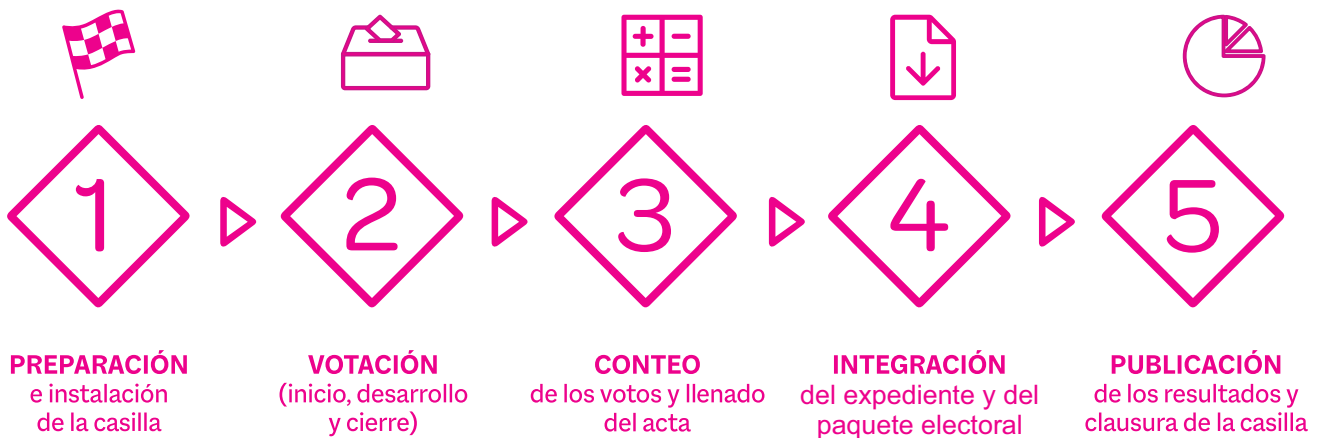 1
2
3
4
5
PREPARACIÓN
e instalación
de la casilla
VOTACIÓN
(inicio, desarrollo
y cierre)
CONTEO
de los votos y llenado
del acta
INTEGRACIÓN
del expediente y del
paquete electoral
PUBLICACIÓN
de los resultados y
clausura de la casilla